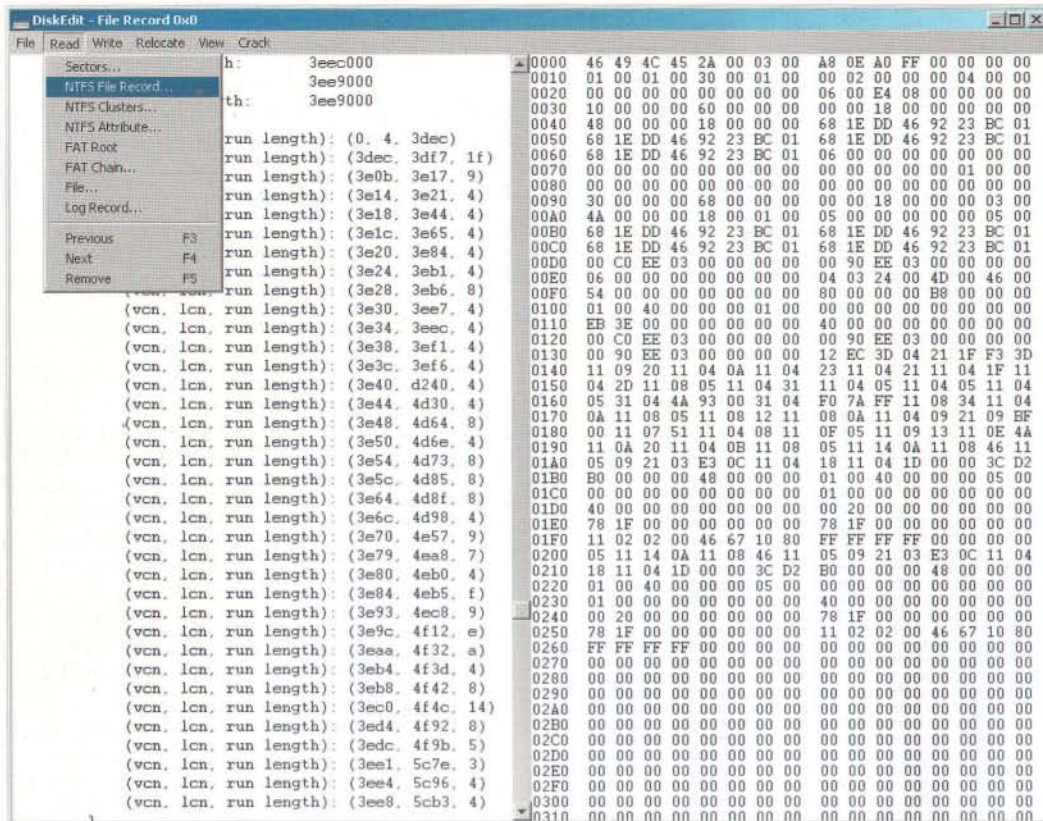 DiskEdit - File Record 0x0
File Read Write Relocate View Crack
Sectors...
NTFS File Record...
NTFS Clusters...
NTFS Attribute...
FAT Root
FAT Chain...
File...
Log Record...
Previous F3
Next F4
Remove F5
h: 3eec000
3ee9000
th: 3ee9000
run length): (0, 4, 3dec)
run length): (3dec, 3df7, 1f)
run length): (3e0b, 3e17, 9)
run length): (3e14, 3e21, 4)
run length): (3e18, 3e44, 4)
run length): (3e1c, 3e65, 4)
run length): (3e20, 3e84, 4)
run length): (3e24, 3eb1, 4)
(vcn, lcn, run length): (3e28, 3eb6, 8)
(vcn, lcn, run length): (3e30, 3ee7, 4)
(vcn, lcn, run length): (3e34, 3eec, 4)
(vcn, lcn, run length): (3e38, 3ef1, 4)
(vcn, lcn, run length): (3e3c, 3ef6, 4)
(vcn, lcn, run length): (3e40, d240, 4)
(vcn, lcn, run length): (3e44, 4d30, 4)
(vcn, lcn, run length): (3e48, 4d64, 8)
(vcn, lcn, run length): (3e50, 4d6e, 4)
(vcn, lcn, run length): (3e54, 4d73, 8)
(vcn, lcn, run length): (3e5c, 4d85, 8)
(vcn, lcn, run length): (3e64, 4d8f, 8)
(vcn, lcn, run length): (3e6c, 4d98, 4)
(vcn, lcn, run length): (3e70, 4e57, 9)
(vcn, lcn, run length): (3e79, 4ea8, 7)
(vcn, lcn, run length): (3e80, 4eb0, 4)
(vcn, lcn, run length): (3e84, 4eb5, f)
(vcn, lcn, run length): (3e93, 4ec8, 9)
(vcn, lcn, run length): (3e9c, 4f12, e)
(vcn, lcn, run length): (3eaa, 4f32, a)
(vcn, lcn, run length): (3eb4, 4f3d, 4)
(vcn, lcn, run length): (3eb8, 4f42, 8)
(vcn, lcn, run length): (3ec0, 4f4c, 14)
(vcn, lcn, run length): (3ed4, 4f92, 8)
(vcn, lcn, run length): (3edc, 4f9b, 5)
(vcn, lcn, run length): (3ee1, 5c7e, 3)
(vcn, lcn, run length): (3ee4, 5c96, 4)
(vcn, lcn, run length): (3ee8, 5cb3, 4)
0000 46 49 4C 45 2A 00 03 00 A8 0E A0 FF 00 00 00 00
0010 01 00 01 00 30 00 01 00 00 02 00 00 00 04 00 00
0020 00 00 00 00 00 00 00 00 06 00 E4 08 00 00 00 00
0030 10 00 00 00 60 00 00 00 00 00 18 00 00 00 00 00
0040 48 00 00 00 18 00 00 00 68 1E DD 46 92 23 BC 01
0050 68 1E DD 46 92 23 BC 01 68 1E DD 46 92 23 BC 01
0060 68 1E DD 46 92 23 BC 01 06 00 00 00 00 00 00 00
0070 00 00 00 00 00 00 00 00 00 00 00 00 01 00 00
0080 00 00 00 00 00 00 00 00 00 00 00 00 00 00 00 00
0090 30 00 00 00 68 00 00 00 00 00 18 00 00 00 03 00
00A0 4A 00 00 00 18 00 01 00 05 00 00 00 00 00 05 00
00B0 68 1E DD 46 92 23 BC 01 68 1E DD 46 92 23 BC 01
00C0 68 1E DD 46 92 23 BC 01 68 1E DD 46 92 23 BC 01
00D0 00 C0 EE 03 00 00 00 00 00 90 EE 03 00 00 00 00
00E0 06 00 00 00 00 00 00 00 04 03 24 00 4D 00 46 00
00F0 54 00 00 00 00 00 00 00 80 00 00 00 B8 00 00 00
0100 01 00 40 00 00 00 01 00 00 00 00 00 00 00 00 00
0110 EB 3E 00 00 00 00 00 00 40 00 00 00 00 00 00 00
0120 00 C0 EE 03 00 00 00 00 00 90 EE 03 00 00 00 00
0130 00 90 EE 03 00 00 00 00 12 EC 3D 04 21 1F F3 3D
0140 11 09 20 11 04 0A 11 04 23 11 04 21 11 04 1F 11
0150 04 2D 11 08 05 11 04 31 11 04 05 11 04 05 11 04
0160 05 31 04 4A 93 00 31 04 F0 7A FF 11 08 34 11 04
0170 0A 11 08 05 11 08 12 11 08 0A 11 04 09 21 09 BF
0180 00 11 07 51 11 04 08 11 0F 05 11 09 13 11 0E 4A
0190 11 0A 20 11 04 0B 11 08 05 11 14 0A 11 08 46 11
01A0 05 09 21 03 E3 0C 11 04 18 11 04 1D 00 00 3C D2
01B0 B0 00 00 00 48 00 00 00 01 00 40 00 00 00 05 00
01C0 00 00 00 00 00 00 00 00 01 00 00 00 00 00 00 00
01D0 40 00 00 00 00 00 00 00 00 20 00 00 00 00 00 00
01E0 78 1F 00 00 00 00 00 00 78 1F 00 00 00 00 00 00
01F0 11 02 02 00 46 67 10 80 FF FF FF FF 00 00 00 00
0200 05 11 14 0A 11 08 46 11 05 09 21 03 E3 0C 11 04
0210 18 11 04 1D 00 00 3C D2 B0 00 00 00 48 00 00 00
0220 01 00 40 00 00 00 05 00 00 00 00 00 00 00 00 00
0230 01 00 00 00 00 00 00 00 40 00 00 00 00 00 00 00
0240 00 20 00 00 00 00 00 00 78 1F 00 00 00 00 00 00
0250 78 1F 00 00 00 00 00 00 11 02 02 00 46 67 10 80
0260 FF FF FF FF 00 00 00 00 00 00 00 00 00 00 00 00
0270 00 00 00 00 00 00 00 00 00 00 00 00 00 00 00 00
0280 00 00 00 00 00 00 00 00 00 00 00 00 00 00 00 00
0290 00 00 00 00 00 00 00 00 00 00 00 00 00 00 00 00
02A0 00 00 00 00 00 00 00 00 00 00 00 00 00 00 00 00
02B0 00 00 00 00 00 00 00 00 00 00 00 00 00 00 00 00
02C0 00 00 00 00 00 00 00 00 00 00 00 00 00 00 00 00
02D0 00 00 00 00 00 00 00 00 00 00 00 00 00 00 00 00
02E0 00 00 00 00 00 00 00 00 00 00 00 00 00 00 00 00
02F0 00 00 00 00 00 00 00 00 00 00 00 00 00 00 00 00
0300 00 00 00 00 00 00 00 00 00 00 00 00 00 00 00 00
0310 00 00 00 00 00 00 00 00 00 00 00 00 00 00 00 00